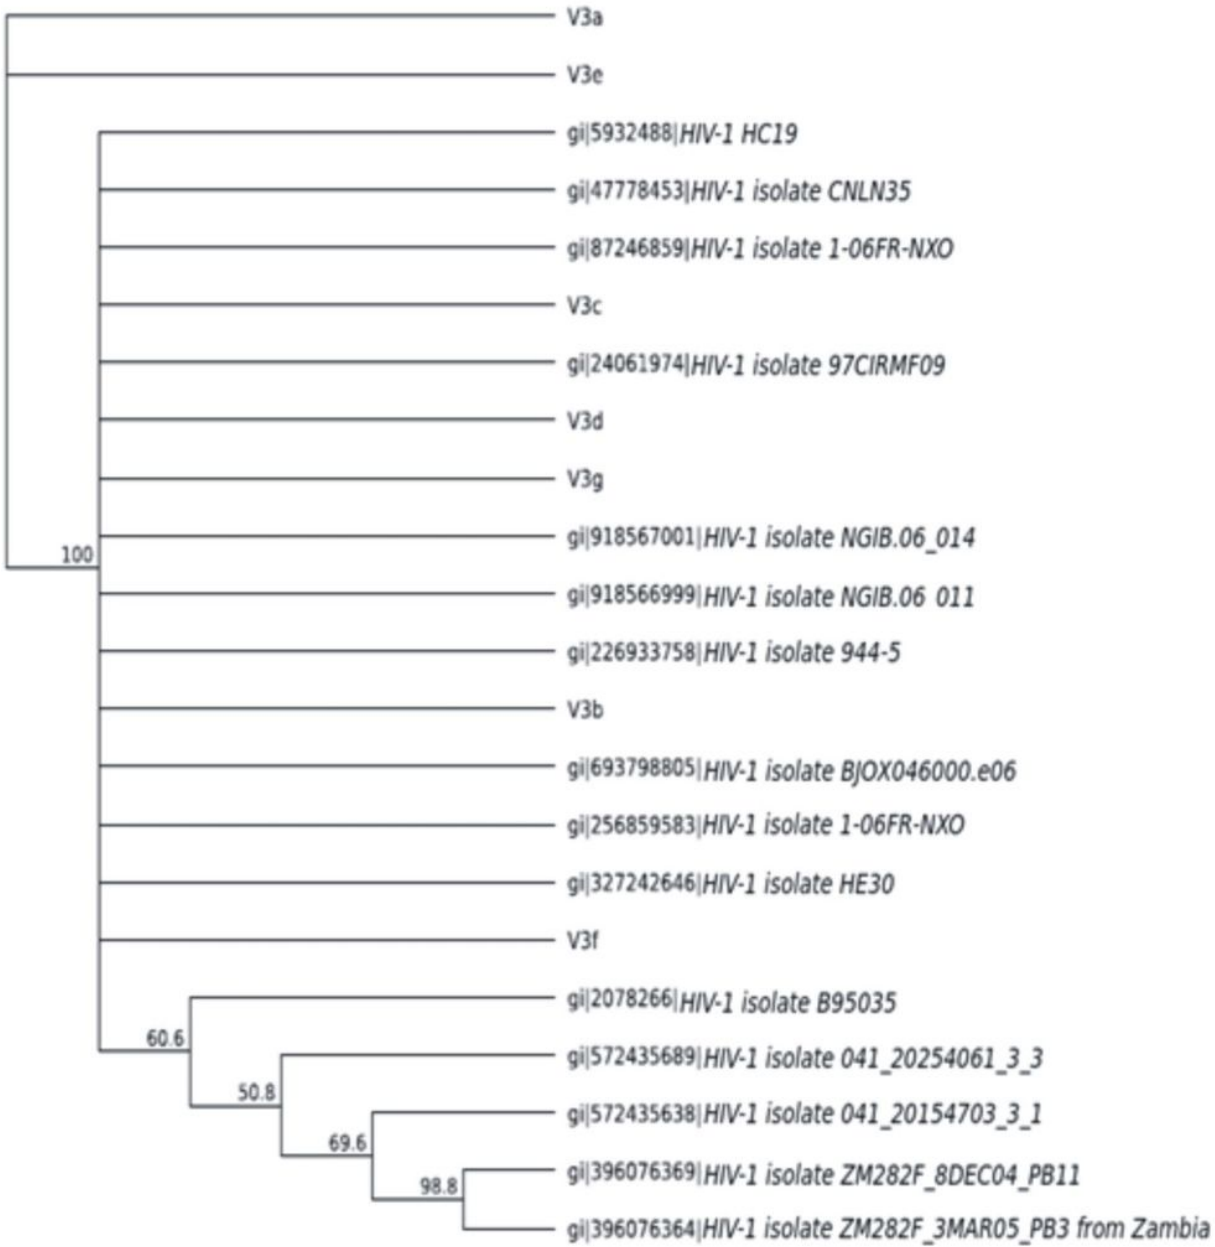 V3a
V3e
gi|5932488|HIV-1 HC19
gi|47778453|HIV-1 isolate CNLN35
gi|87246859|HIV-1 isolate 1-06FR-NXO
V3c
gi|24061974|HIV-1 isolate 97CIRMF09
V3d
V3g
gi|918567001|HIV-1 isolate NGIB.06_014
100
gi|918566999|HIV-1 isolate NGIB.06 011
gi|226933758|HIV-1 isolate 944-5
V3b
gi|693798805|HIV-1 isolate BJOX046000.e06
gi|256859583|HIV-1 isolate 1-06FR-NXO
gi|327242646|HIV-1 isolate HE30
V3f
gi|2078266|HIV-1 isolate B95035
60.6
gi|572435689|HIV-1 isolate 041_20254061_3_3
50.8
gi|572435638|HIV-1 isolate 041_20154703_3_1
69.6
gi|396076369|HIV-1 isolate ZM282F_8DEC04_PB11
98.8
gi|396076364|HIV-1 isolate ZM282F_3MAR05_PB3 from Zambia